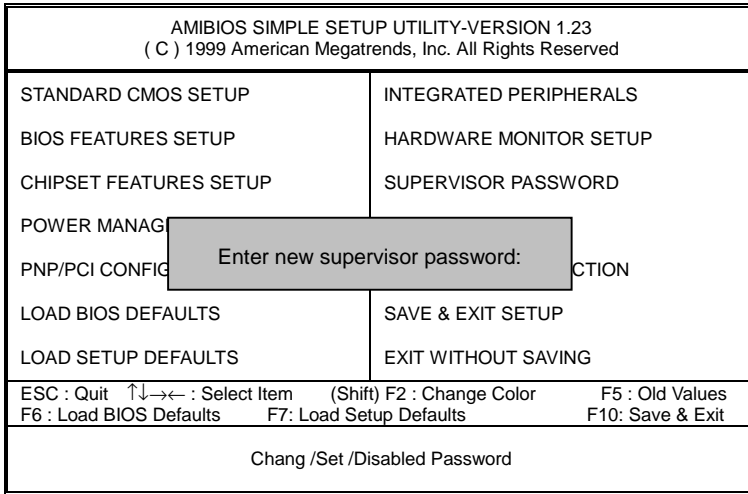 AMIBIOS SIMPLE SETUP UTILITY-VERSION 1.23
( C ) 1999 American Megatrends, Inc. All Rights Reserved
STANDARD CMOS SETUP
INTEGRATED PERIPHERALS
BIOS FEATURES SETUP
HARDWARE MONITOR SETUP
CHIPSET FEATURES SETUP
SUPERVISOR PASSWORD
POWER MANAG
Enter new supervisor password:
PNP/PCI CONFIG
CTION
LOAD BIOS DEFAULTS
SAVE & EXIT SETUP
LOAD SETUP DEFAULTS
EXIT WITHOUT SAVING
ESC : Quit ↑↓→← : Select Item (Shift) F2 : Change Color F5 : Old Values
F6 : Load BIOS Defaults F7: Load Setup Defaults F10: Save & Exit
Chang /Set /Disabled Password